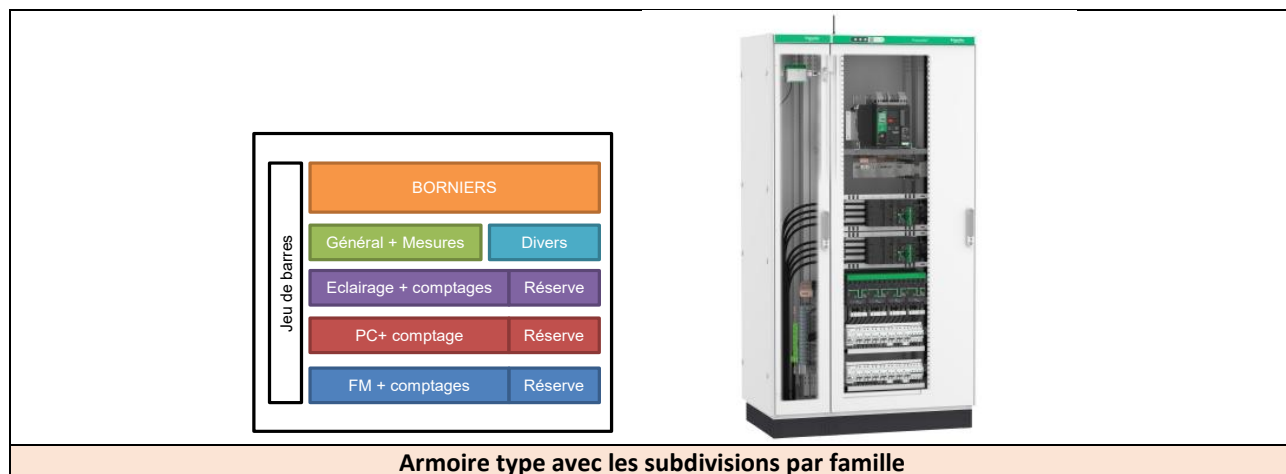 BORNIERS
Jeu de barres
Général + Mesures
Divers
Eclairage + comptages
Réserve
PC+ comptage
Réserve
FM + comptages
Réserve
Armoire type avec les subdivisions par famille